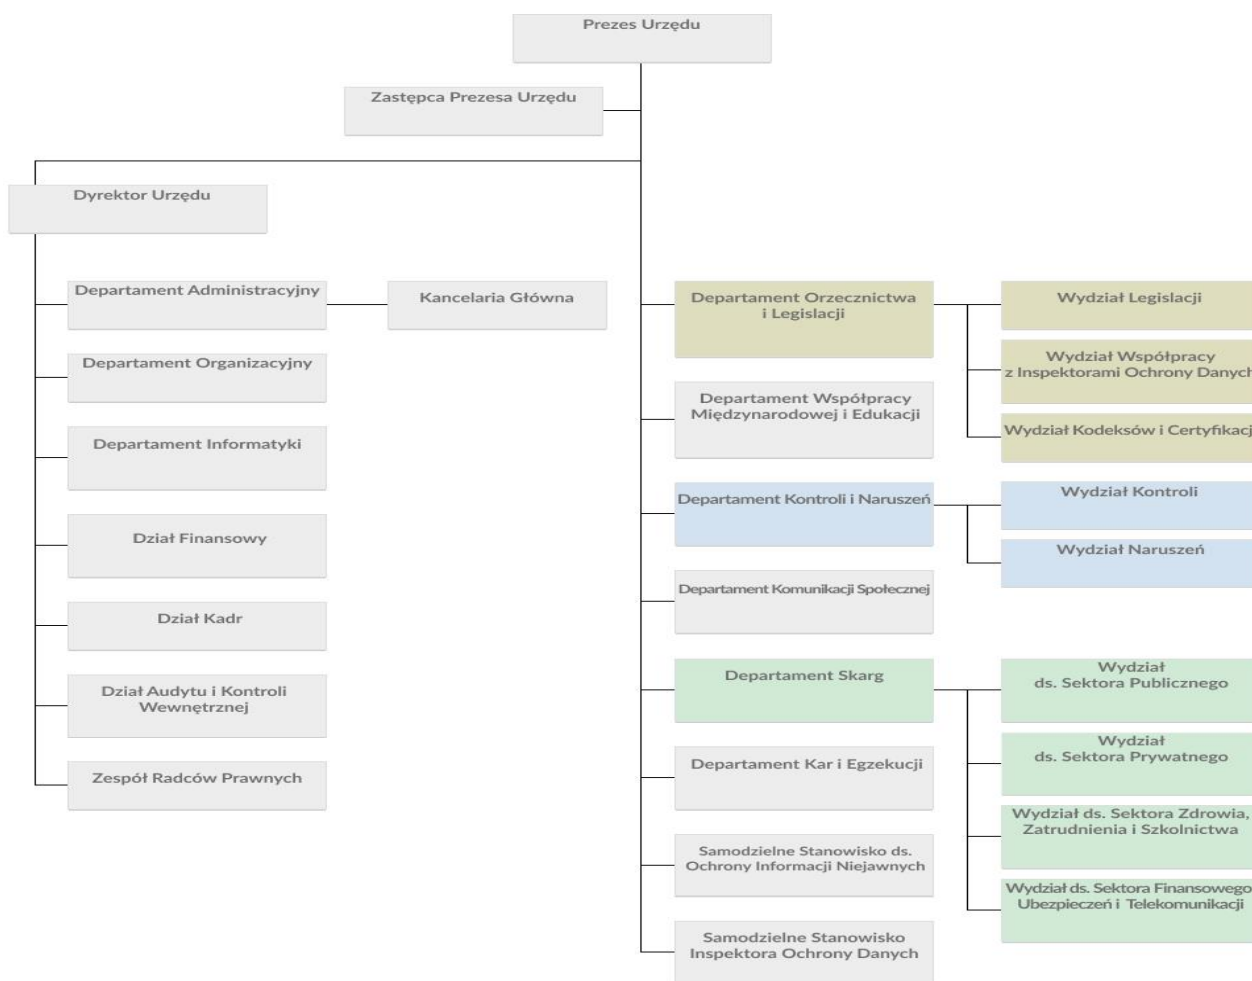 Prezes Urzędu
Zastępca Prezesa Urzędu
Dyrektor Urzędu
Departament Administracyjny
Kancelaria Główna
Departament Organizacyjny
Departament Informatyki
Dział Finansowy
Dział Kadr
Dział Audytu i Kontroli
Wewnętrznej
Zespół Radców Prawnych
Departament Orzecznictwa
i Legislacji
Wydział Legislacji
Wydział Współpracy
z Inspektorami Ochrony Danych
Wydział Kodeksów i Certyfikacj
Departament Współpracy
Międzynarodowej i Edukacji
Departament Kontroli i Naruszeń
Wydział Kontroli
Wydział Naruszeń
Departament Komunikacji Społecznej
Departament Skarg
Wydział
ds. Sektora Publicznego
Wydział
ds. Sektora Prywatnego
Wydział ds. Sektora Zdrowia,
Zatrudnienia i Szkolnictwa
Wydział ds. Sektora Finansowego
Ubezpieczeń i Telekomunikacji
Departament Kar i Egzekucji
Samodzielne Stanowisko ds.
Ochrony Informacji Niejawnych
Samodzielne Stanowisko
Inspektora Ochrony Danych